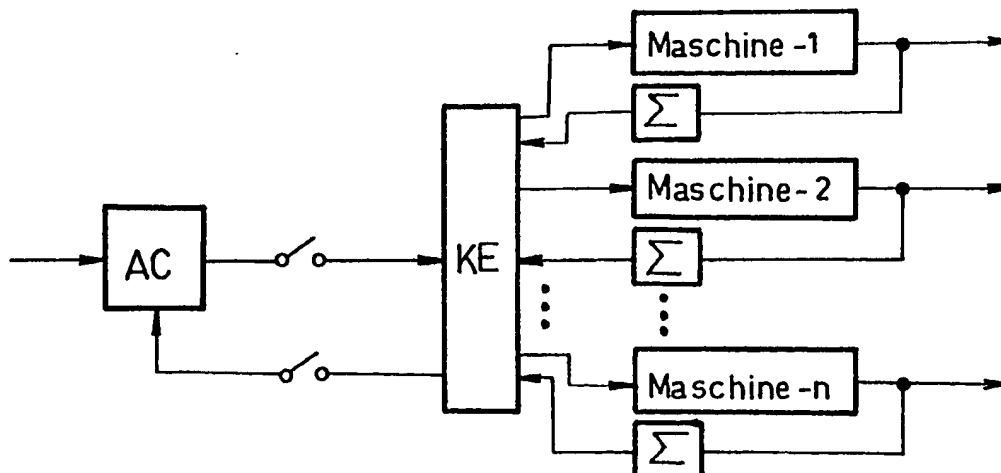 Maschine-1
Σ
Maschine-2
AC
KE
Σ
Maschine-n
Σ